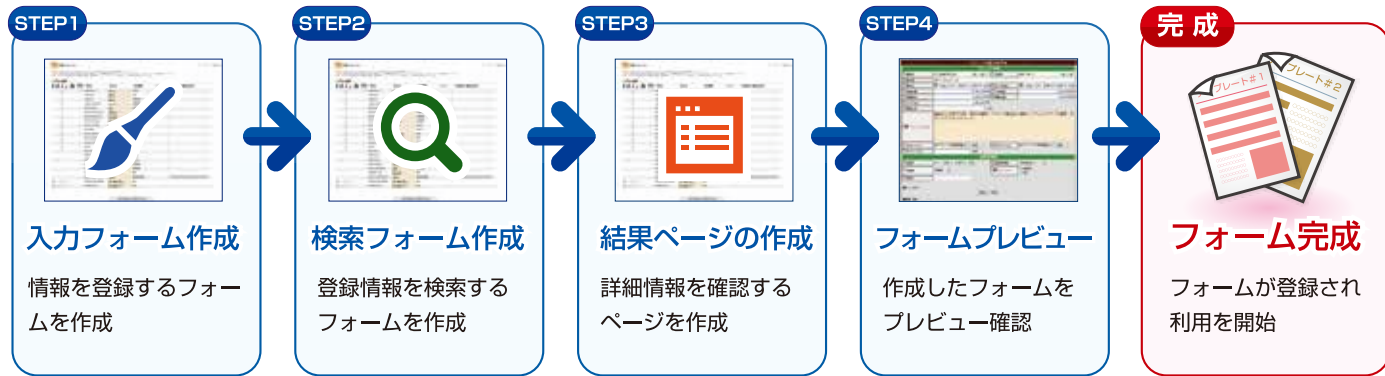 STEP1
入力フォーム作成
情報を登録するフォー
ムを作成
STEP2
検索フォーム作成
登録情報を検索する
フォームを作成
STEP3
結果ページの作成
詳細情報を確認する
ページを作成
STEP4
フォームプレビュー
作成したフォームを
プレビュー確認
完成
プレート#1
プレート#2
フォーム完成
フォームが登録され
利用を開始